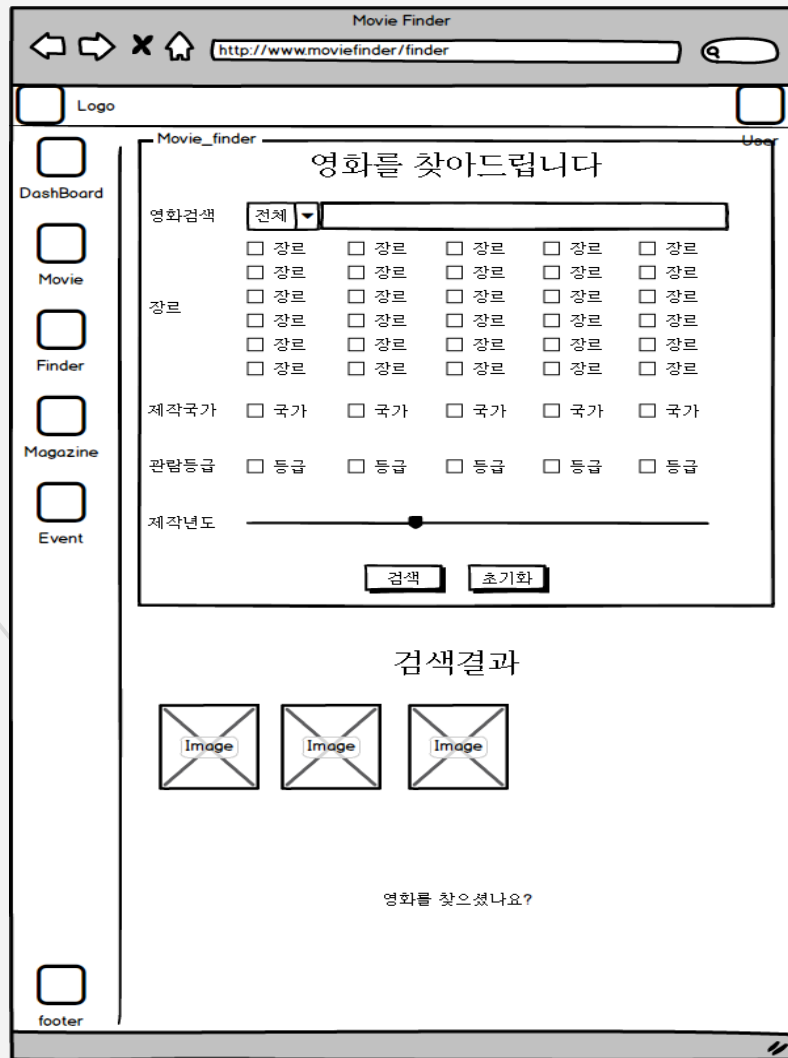 Movie Finder
http://www.moviefinder/finder
Logo
User
DashBoard
Movie
Finder
Magazine
Event
footer
Movie_finder
영화를 찾아드립니다
영화검색 전체
장르
장르 장르 장르 장르 장르
장르 장르 장르 장르 장르
장르 장르 장르 장르 장르
장르 장르 장르 장르 장르
장르 장르 장르 장르 장르
장르 장르 장르 장르 장르
제작국가 국가 국가 국가 국가 국가
관람등급 등급 등급 등급 등급 등급
제작년도
검색 초기화
검색결과
Image Image Image
영화를 찾으셨나요?